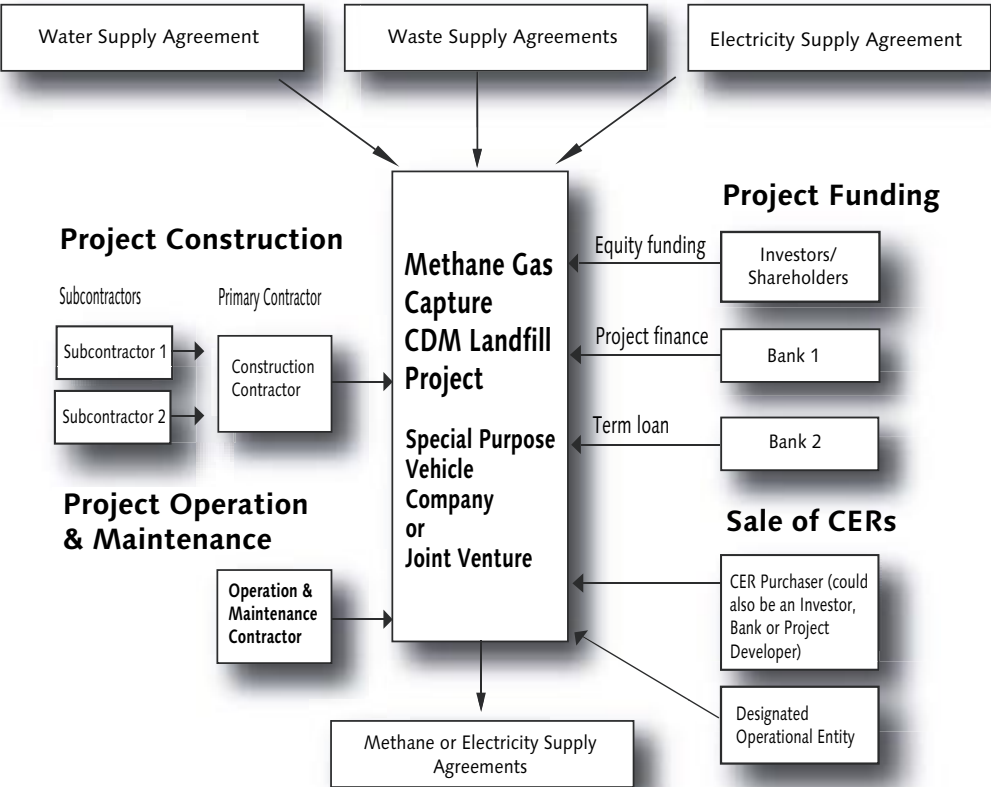 Water Supply Agreement
Waste Supply Agreements
Electricity Supply Agreement
Project Construction
Subcontractors
Primary Contractor
Subcontractor 1
Subcontractor 2
Construction
Contractor
Project Operation
& Maintenance
Operation &
Maintenance
Contractor
Methane Gas
Capture
CDM Landfill
Project
Special Purpose
Vehicle
Company
or
Joint Venture
Project Funding
Equity funding
Investors/
Shareholders
Project finance
Bank 1
Term loan
Bank 2
Sale of CERs
CER Purchaser (could
also be an Investor,
Bank or Project
Developer)
Designated
Operational Entity
Methane or Electricity Supply
Agreements